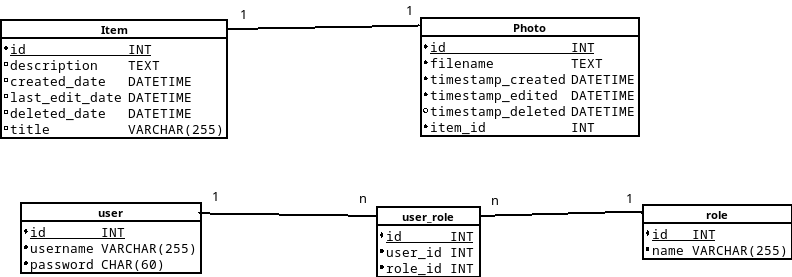 1 1
Item
id INT
description TEXT
created_date DATETIME
last_edit_date DATETIME
deleted_date DATETIME
title VARCHAR(255)
Photo
id INT
filename TEXT
timestamp_created DATETIME
timestamp_edited DATETIME
timestamp_deleted DATETIME
item_id INT
1 n n 1
user
id INT
username VARCHAR(255)
password CHAR(60)
user_role
id INT
user_id INT
role_id INT
role
id INT
name VARCHAR(255)